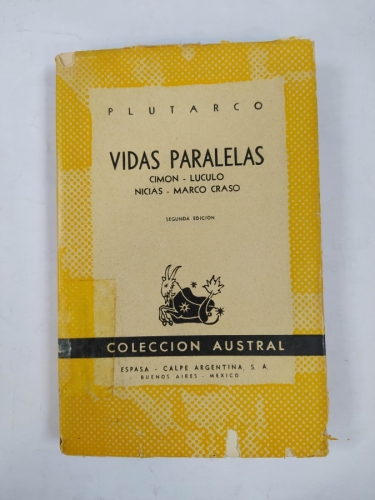 PLUTARCO
VIDAS PARALELAS
CIMON - LUCULO
NICIAS - MARCO CRASO
SEGUNDA EDICION
COLECCION AUSTRAL
ESPASA - CALPE ARGENTINA, S. A.
BUENOS AIRES - MEXICO